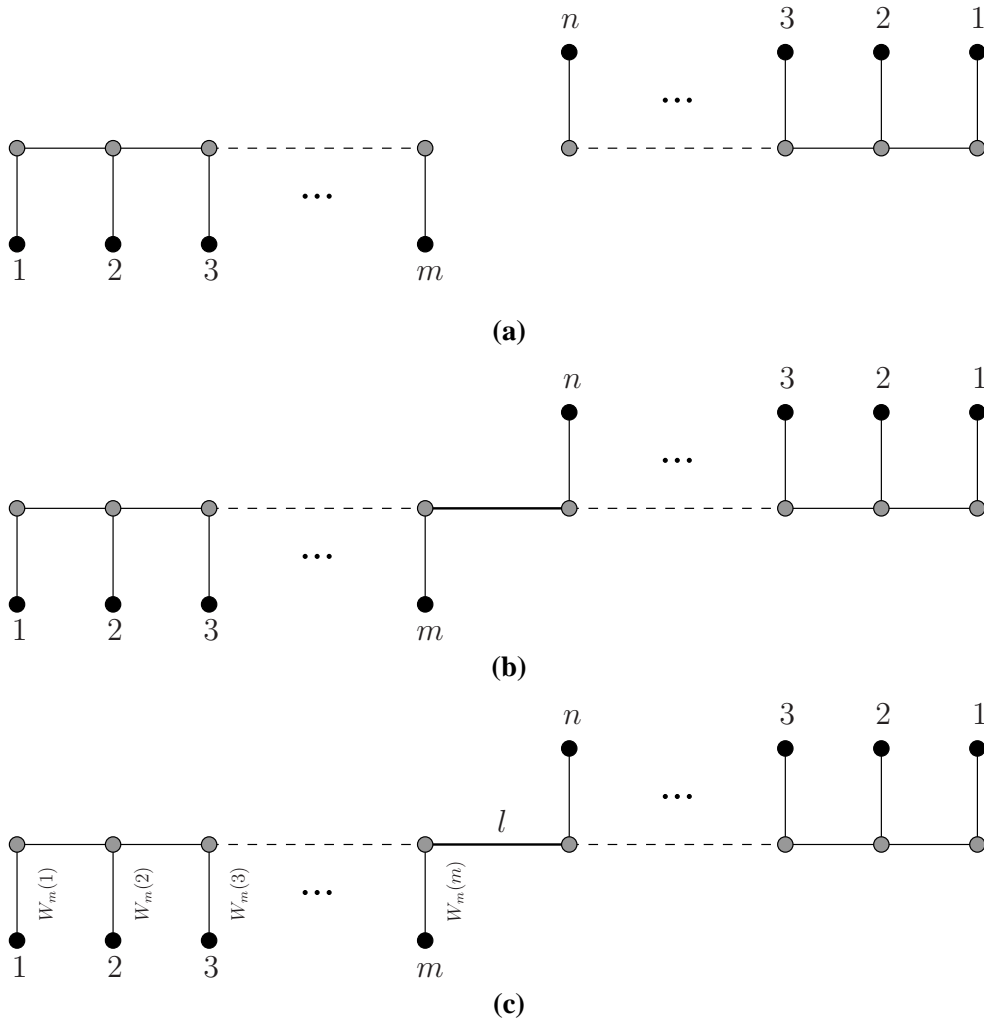 n ... 3 2 1
...
1 2 3 m
(a)
n ... 3 2 1
...
1 2 3 m
(b)
n ... 3 2 1
l
W_m(1) W_m(2) W_m(3) ... W_m(m)
1 2 3 m
(c)